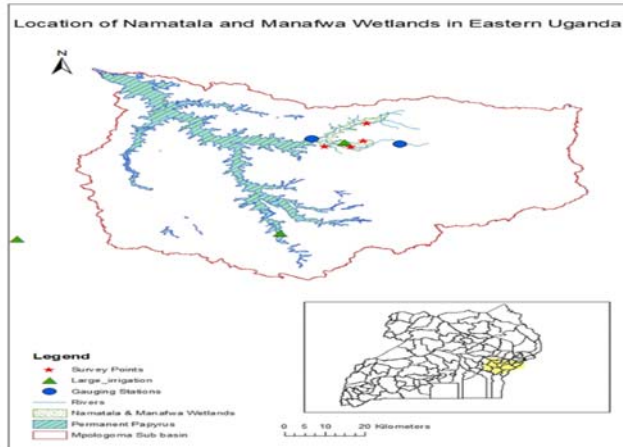 Location of Namatala and Manafwa Wetlands in Eastern Uganda
N
Legend
Survey Points
Large_irrigation
Gauging Stations
Rivers
Namatala & Manafwa Wetlands
Permanent Papyrus
Mpologoma Sub basin
0 5 10 20 Kilometers